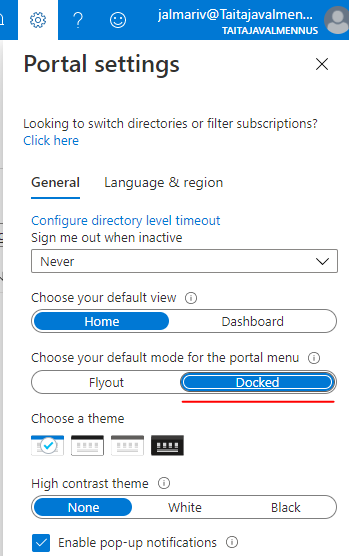 jalmariv@Taitajavalmen...
TAITAJAVALMENNUS
Portal settings
Looking to switch directories or filter subscriptions?
Click here
General Language & region
Configure directory level timeout
Sign me out when inactive
Never
Choose your default view
Home Dashboard
Choose your default mode for the portal menu
Flyout Docked
Choose a theme
High contrast theme
None White Black
Enable pop-up notifications